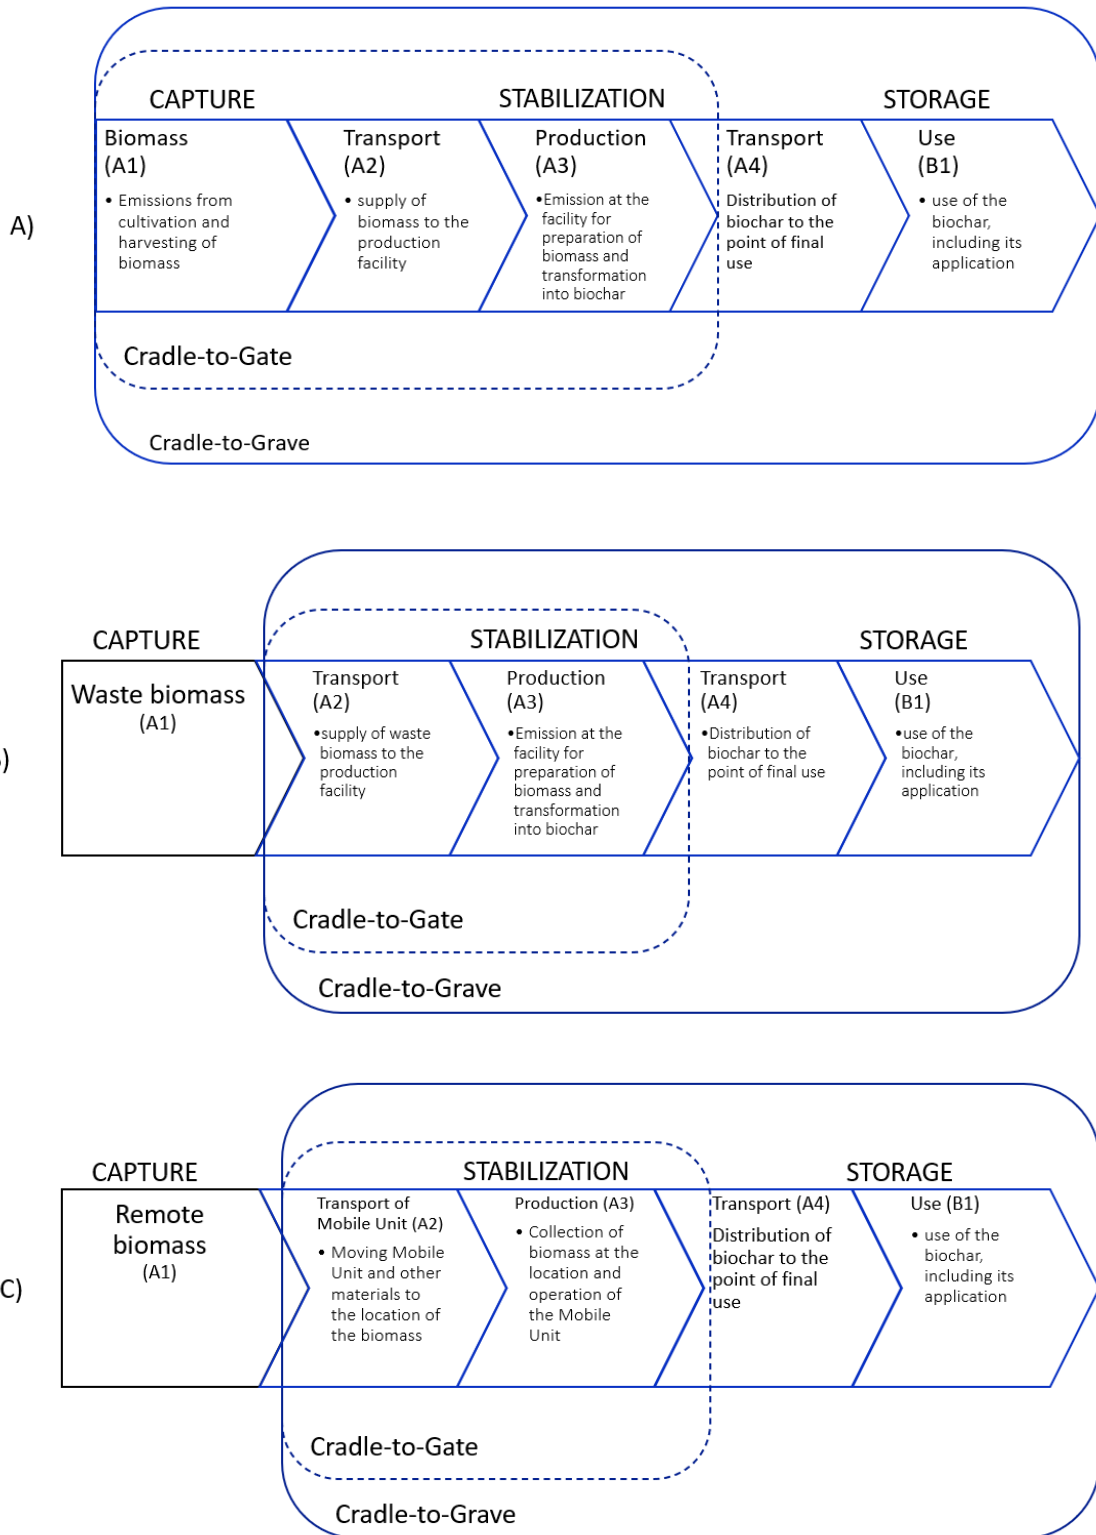 CAPTURE
STABILIZATION
STORAGE
A)
Biomass
(A1)
• Emissions from
cultivation and
harvesting of
biomass
Transport
(A2)
• supply of
biomass to the
production
facility
Production
(A3)
•Emission at the
facility for
preparation of
biomass and
transformation
into biochar
Transport
(A4)
Distribution of
biochar to the
point of final
use
Use
(B1)
• use of the
biochar,
including its
application
Cradle-to-Gate
Cradle-to-Grave
CAPTURE
STABILIZATION
STORAGE
)
Waste biomass
(A1)
Transport
(A2)
•supply of waste
biomass to the
production
facility
Production
(A3)
•Emission at the
facility for
preparation of
biomass and
transformation
into biochar
Transport
(A4)
•Distribution of
biochar to the
point of final use
Use
(B1)
•use of the
biochar,
including its
application
Cradle-to-Gate
Cradle-to-Grave
CAPTURE
STABILIZATION
STORAGE
C)
Remote
biomass
(A1)
Transport of
Mobile Unit (A2)
• Moving Mobile
Unit and other
materials to
the location of
the biomass
Production (A3)
• Collection of
biomass at the
location and
operation of
the Mobile
Unit
Transport (A4)
Distribution of
biochar to the
point of final
use
Use (B1)
• use of the
biochar,
including its
application
Cradle-to-Gate
Cradle-to-Grave